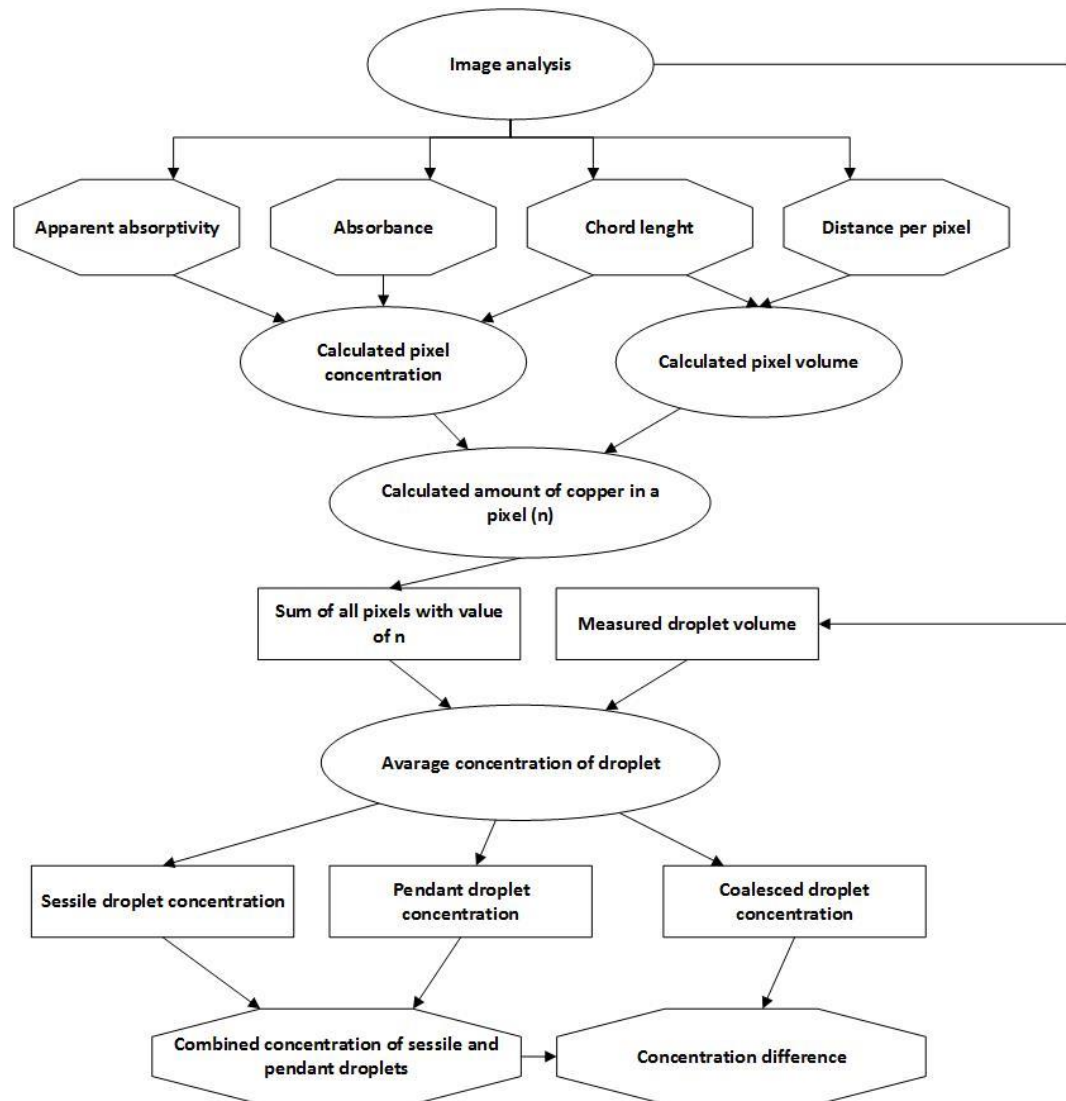 Image analysis
Apparent absorptivity
Absorbance
Chord lenght
Distance per pixel
Calculated pixel
concentration
Calculated pixel volume
Calculated amount of copper in a
pixel (n)
Sum of all pixels with value
of n
Measured droplet volume
Avarage concentration of droplet
Sessile droplet concentration
Pendant droplet
concentration
Coalesced droplet
concentration
Combined concentration of sessile and
pendant droplets
Concentration difference